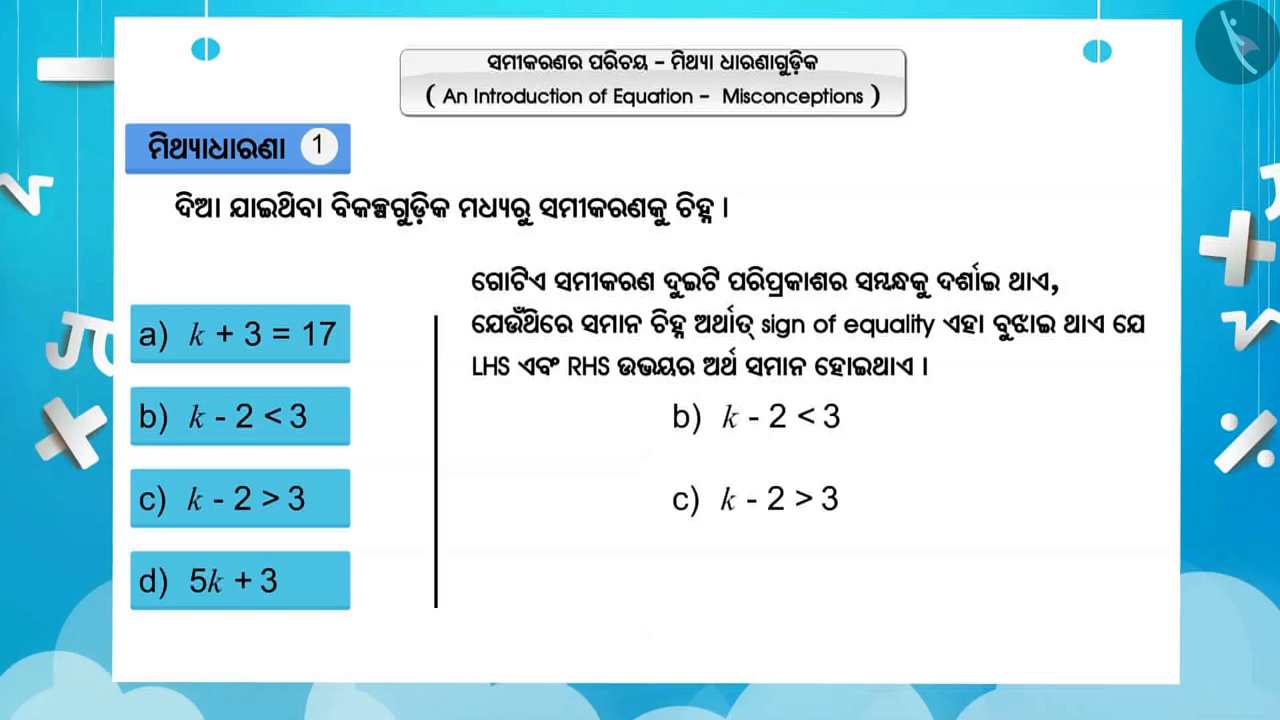 ସମୀକରଣର ପରିଚୟ – ମିଥ୍ୟା ଧାରଣାଗୁଡ଼ିକ
( An Introduction of Equation – Misconceptions )
ମିଥ୍ୟାଧାରଣା 1
ଦିଆ ଯାଇଥିବା ବିକଳ୍ପଗୁଡ଼ିକ ମଧ୍ୟରୁ ସମୀକରଣକୁ ଚିହ୍ନ ।
ଗୋଟିଏ ସମୀକରଣ ଦୁଇଟି ପରିପ୍ରକାଶର ସମ୍ବନ୍ଧକୁ ଦର୍ଶାଇ ଥାଏ,
ଯେଉଁଥିରେ ସମାନ ଚିହ୍ନ ଅର୍ଥାତ୍ sign of equality ଏହା ବୁଝାଇ ଥାଏ ଯେ
LHS ଏବଂ RHS ଉଭୟର ଅର୍ଥ ସମାନ ହୋଇଥାଏ ।
a) k + 3 = 17
b) k - 2 < 3
c) k - 2 > 3
d) 5k + 3
b) k - 2 < 3
c) k - 2 > 3